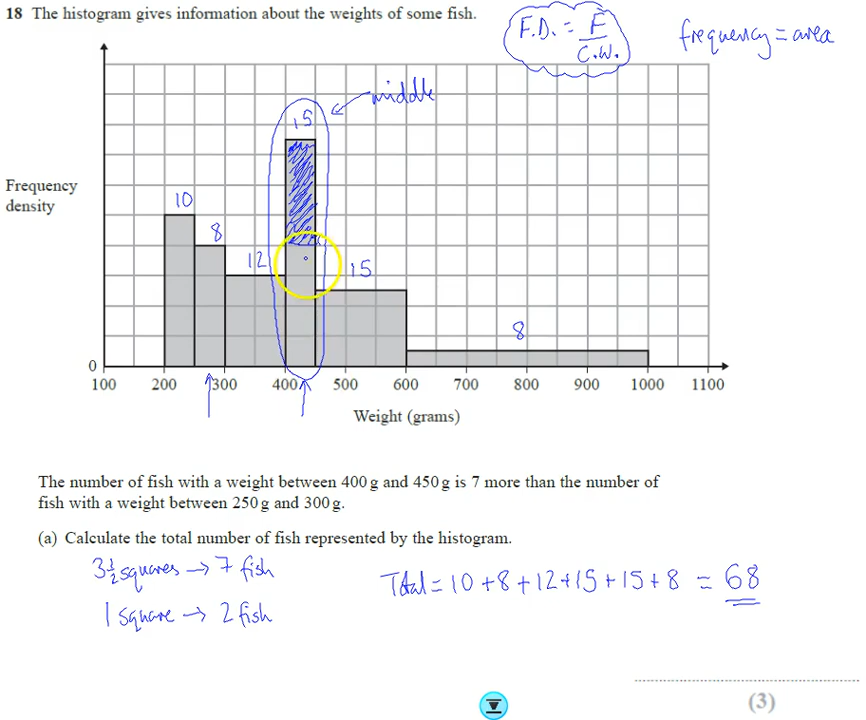 18 The histogram gives information about the weights of some fish.
F.D. = F / C.W.
frequency = area
middle
15
10
8
12
15
8
Frequency
density
0
100 200 300 400 500 600 700 800 900 1000 1100
Weight (grams)
The number of fish with a weight between 400 g and 450 g is 7 more than the number of
fish with a weight between 250 g and 300 g.
(a) Calculate the total number of fish represented by the histogram.
3½ squares → 7 fish
Total = 10 + 8 + 12 + 15 + 15 + 8 = 68
1 square → 2 fish
(3)